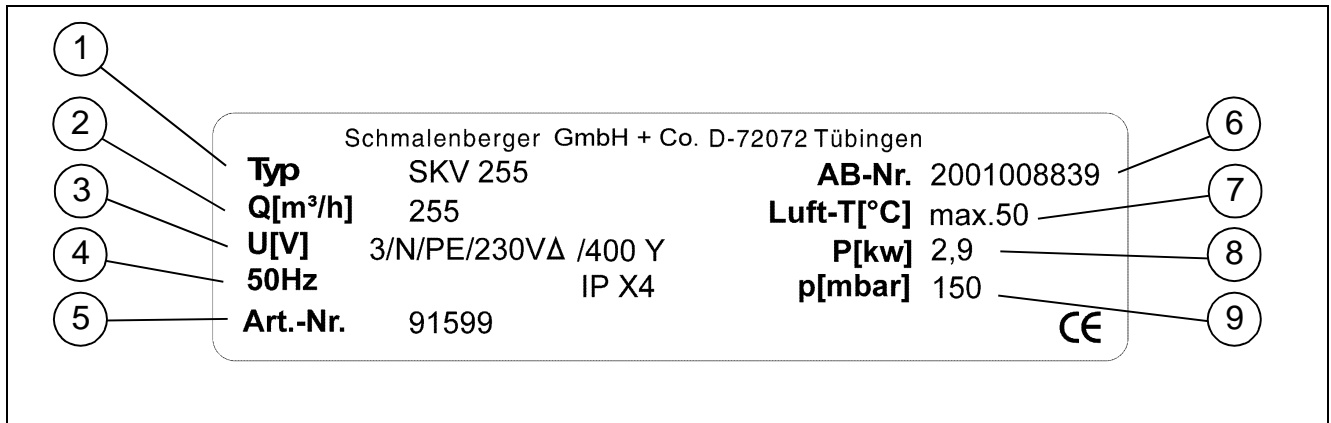 1
2
3
4
5
Schmalenberger GmbH + Co. D-72072 Tübingen
Typ SKV 255
Q[m³/h] 255
U[V] 3/N/PE/230V∆ /400 Y
50Hz IP X4
Art.-Nr. 91599
AB-Nr. 2001008839
Luft-T[°C] max.50
P[kw] 2,9
p[mbar] 150
CE
6
7
8
9